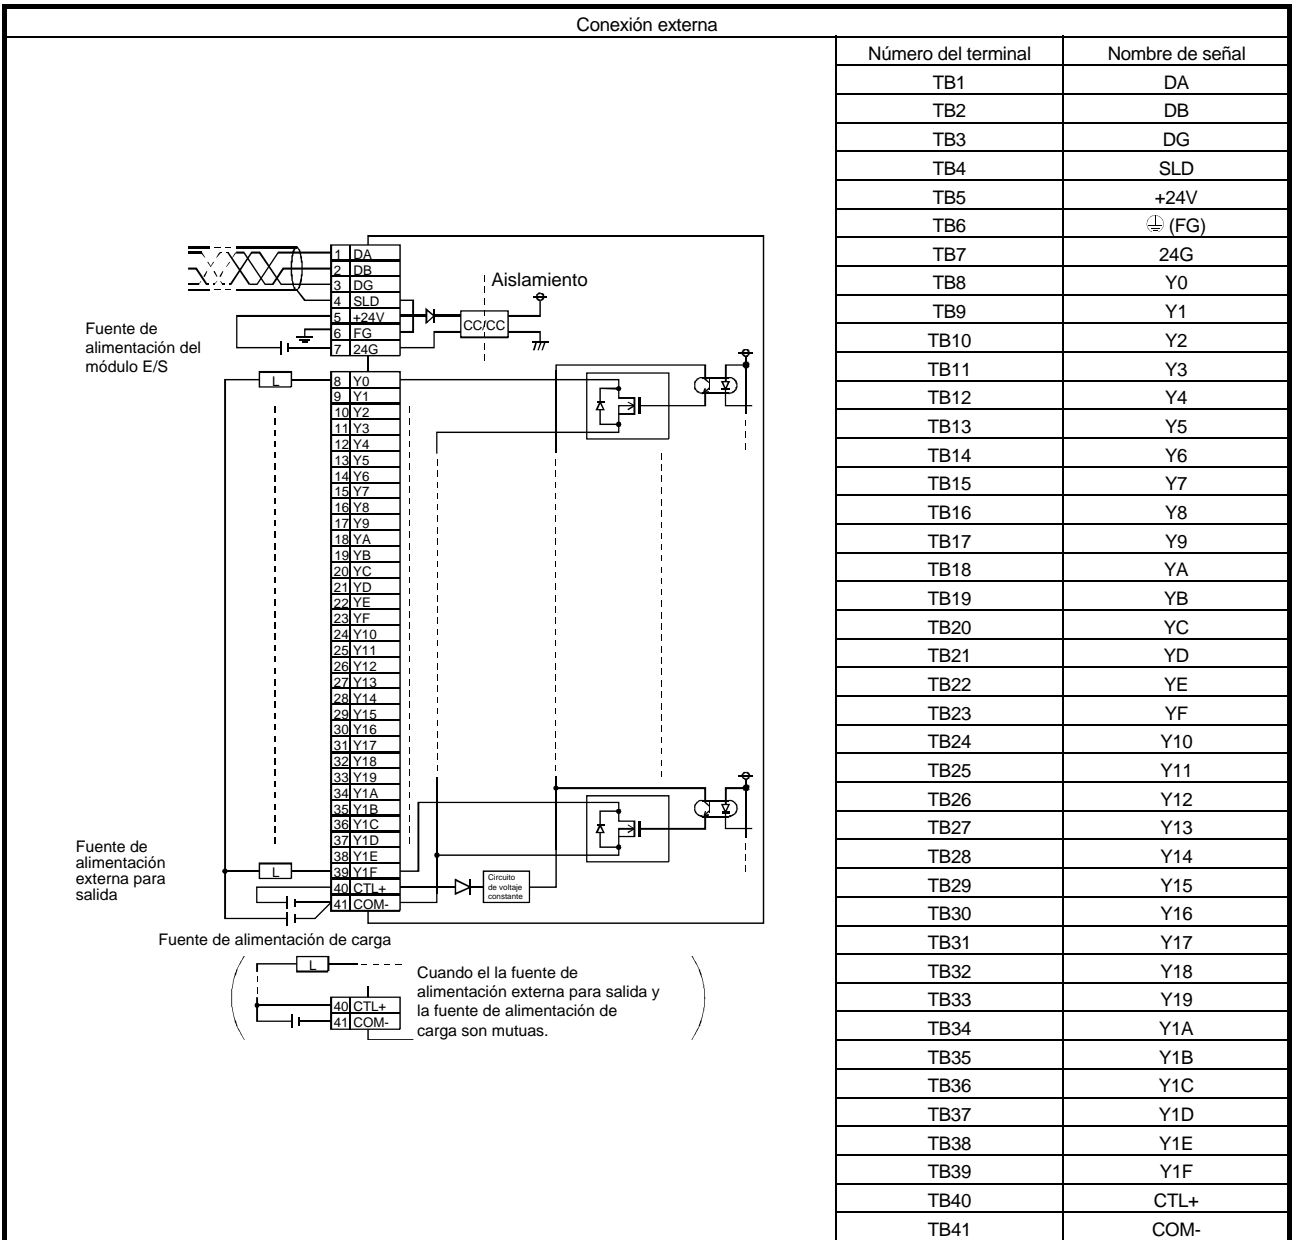 Conexión externa
Número del terminal Nombre de señal
TB1 DA
TB2 DB
TB3 DG
TB4 SLD
TB5 +24V
TB6 (FG)
TB7 24G
TB8 Y0
TB9 Y1
TB10 Y2
TB11 Y3
TB12 Y4
TB13 Y5
TB14 Y6
TB15 Y7
TB16 Y8
TB17 Y9
TB18 YA
TB19 YB
TB20 YC
TB21 YD
TB22 YE
TB23 YF
TB24 Y10
TB25 Y11
TB26 Y12
TB27 Y13
TB28 Y14
TB29 Y15
TB30 Y16
TB31 Y17
TB32 Y18
TB33 Y19
TB34 Y1A
TB35 Y1B
TB36 Y1C
TB37 Y1D
TB38 Y1E
TB39 Y1F
TB40 CTL+
TB41 COM-
1 DA
2 DB
3 DG
4 SLD
5 +24V
6 FG
7 24G
Aislamiento
CC/CC
Fuente de
alimentación del
módulo E/S
L
8 Y0
9 Y1
10 Y2
11 Y3
12 Y4
13 Y5
14 Y6
15 Y7
16 Y8
17 Y9
18 YA
19 YB
20 YC
21 YD
22 YE
23 YF
24 Y10
25 Y11
26 Y12
27 Y13
28 Y14
29 Y15
30 Y16
31 Y17
32 Y18
33 Y19
34 Y1A
35 Y1B
36 Y1C
37 Y1D
38 Y1E
39 Y1F
40 CTL+
41 COM-
L
Circuito
de voltaje
constante
Fuente de
alimentación
externa para
salida
Fuente de alimentación de carga
L
40 CTL+
41 COM-
Cuando el la fuente de
alimentación externa para salida y
la fuente de alimentación de
carga son mutuas.